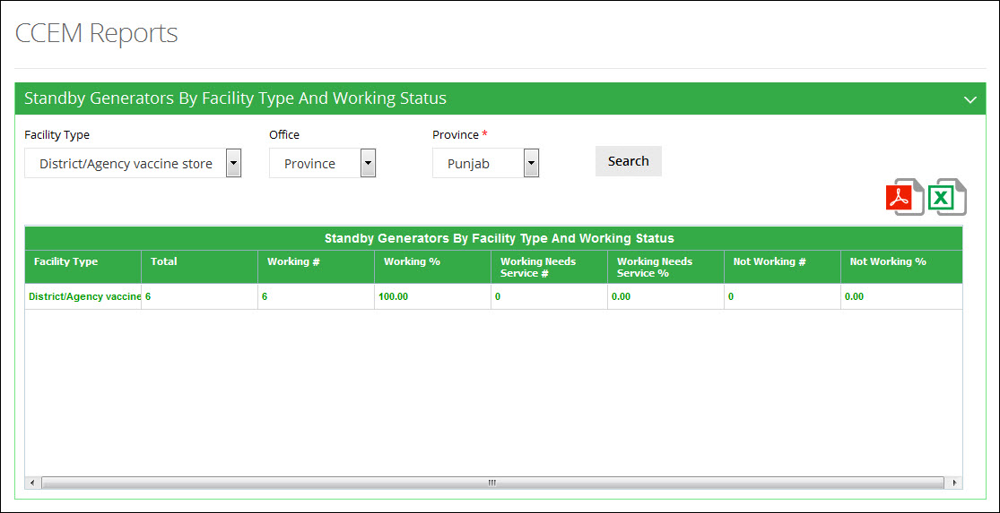 CCEM Reports
Standby Generators By Facility Type And Working Status
Facility Type Office Province *
District/Agency vaccine store Province Punjab Search
Standby Generators By Facility Type And Working Status
Facility Type Total Working # Working % Working Needs Service # Working Needs Service % Not Working # Not Working %
District/Agency vaccine 6 6 100.00 0 0.00 0 0.00